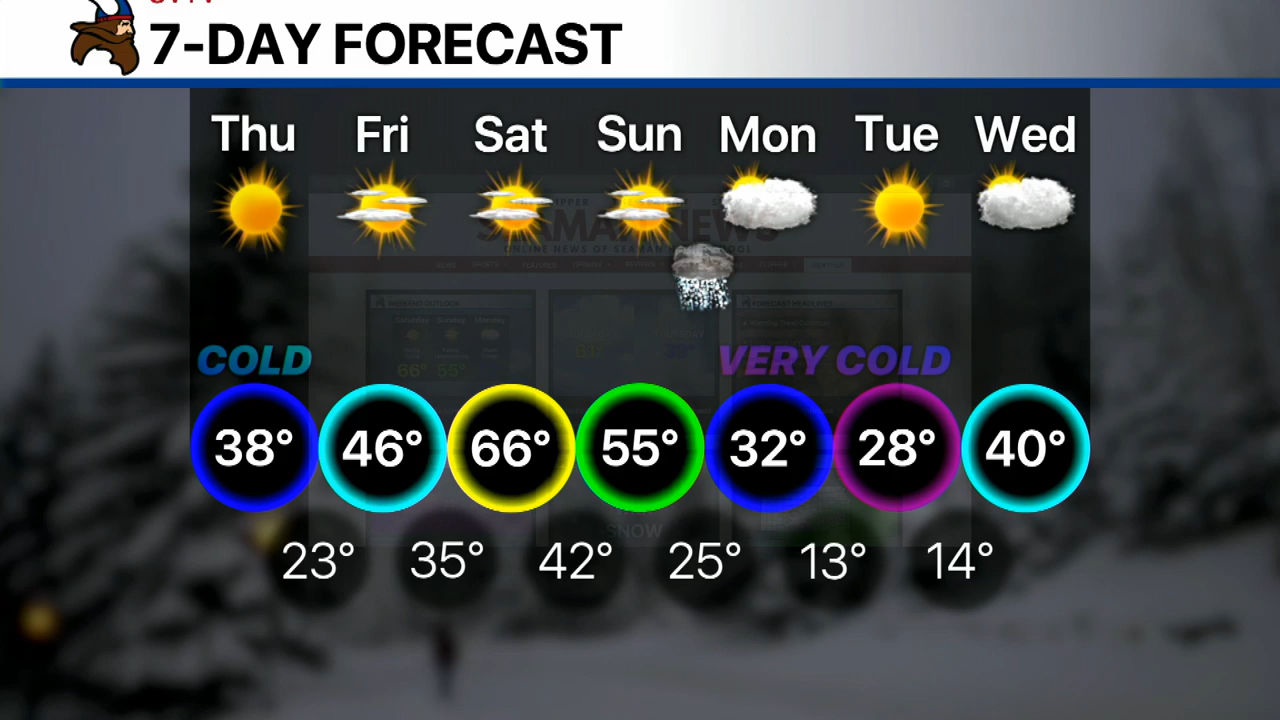 7-DAY FORECAST
Thu Fri Sat Sun Mon Tue Wed
COLD VERY COLD
38° 46° 66° 55° 32° 28° 40°
SNOW
23° 35° 42° 25° 13° 14°